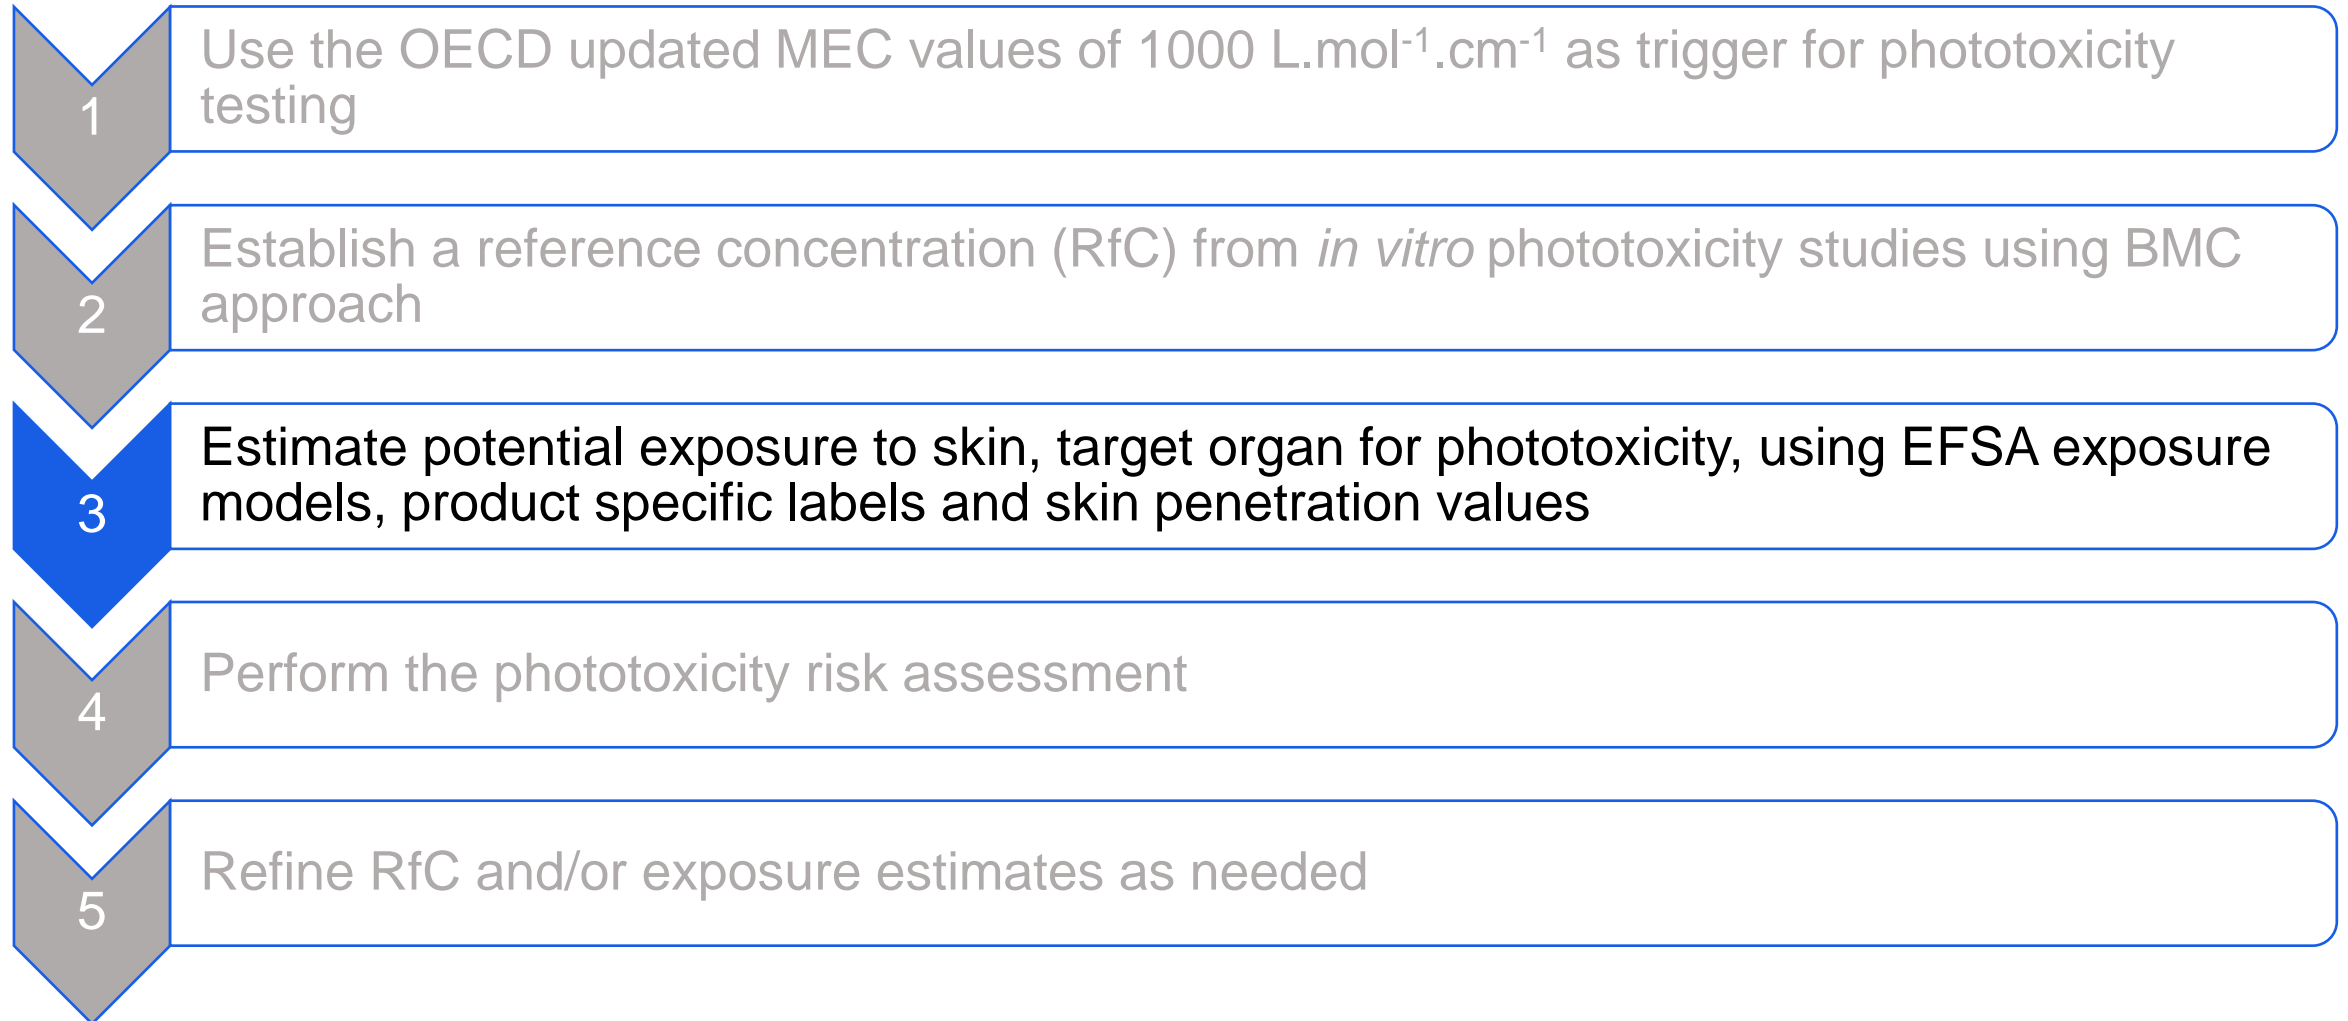 1
Use the OECD updated MEC values of 1000 L.mol⁻¹.cm⁻¹ as trigger for phototoxicity
testing
2
Establish a reference concentration (RfC) from in vitro phototoxicity studies using BMC
approach
3
Estimate potential exposure to skin, target organ for phototoxicity, using EFSA exposure
models, product specific labels and skin penetration values
4
Perform the phototoxicity risk assessment
5
Refine RfC and/or exposure estimates as needed